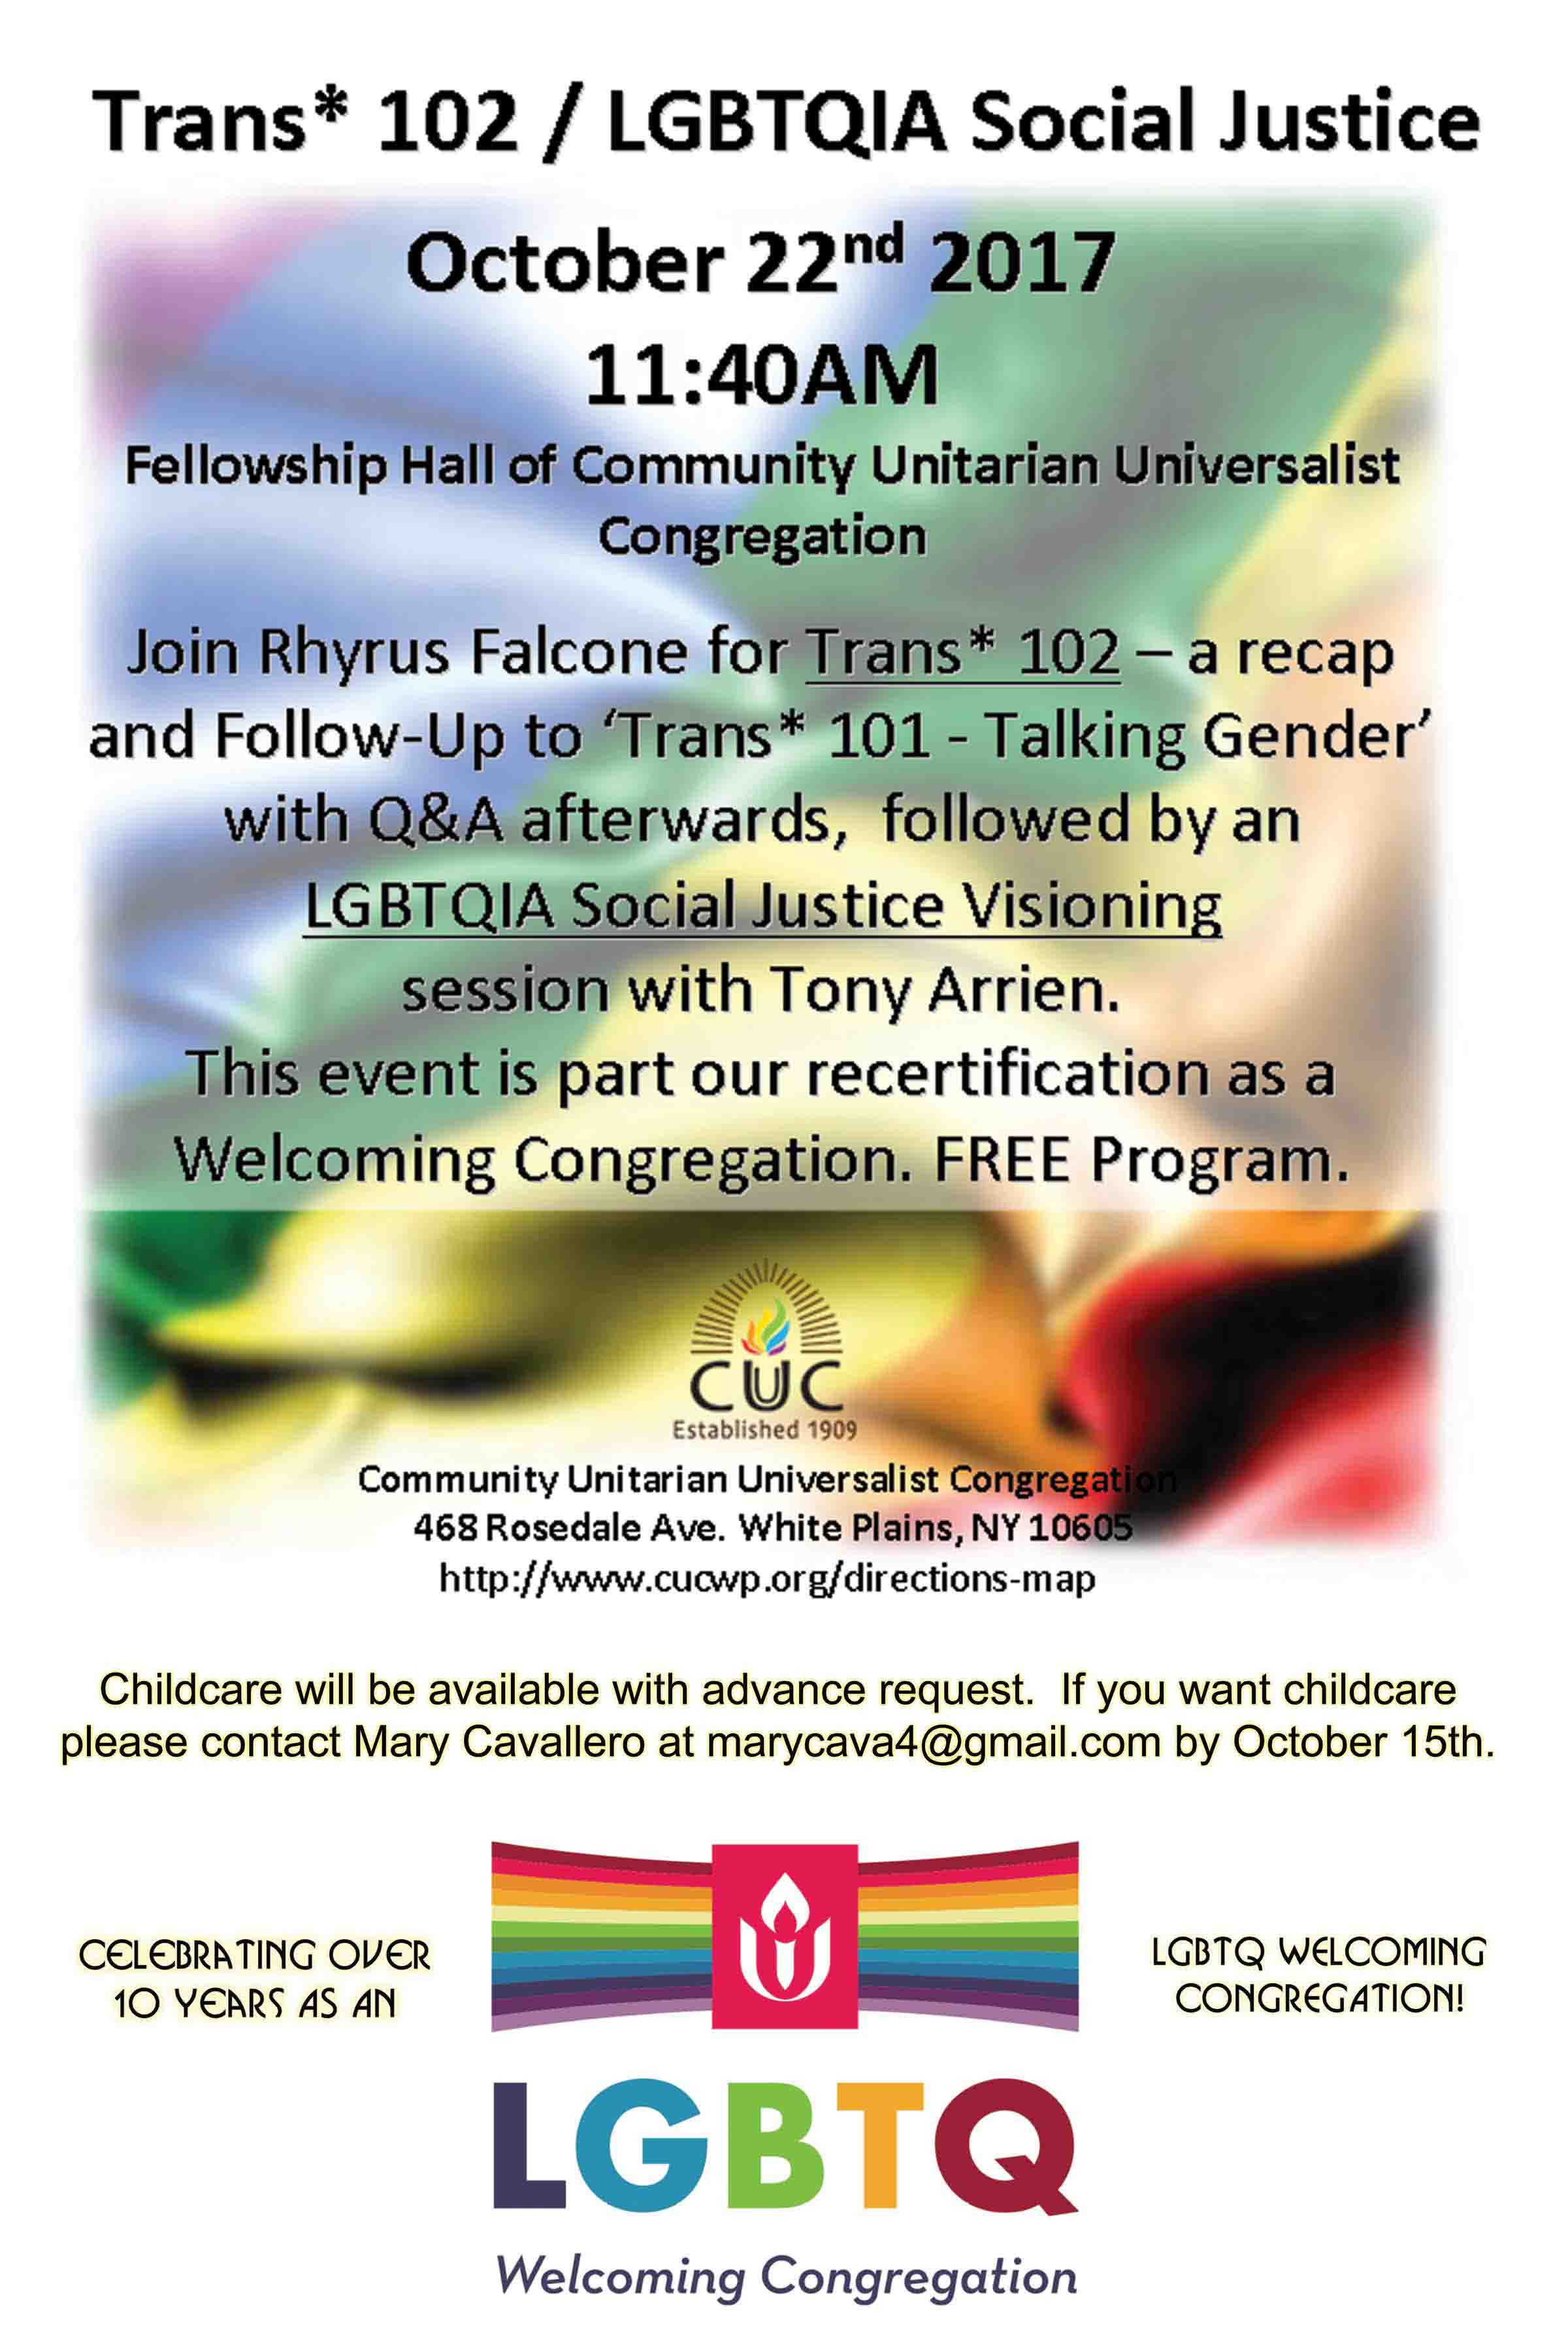 Trans* 102 / LGBTQIA Social Justice
October 22nd 2017
11:40AM
Fellowship Hall of Community Unitarian Universalist
Congregation
Join Rhyrus Falcone for Trans* 102 – a recap
and Follow-Up to ‘Trans* 101 - Talking Gender’
with Q&A afterwards, followed by an
LGBTQIA Social Justice Visioning
session with Tony Arrien.
This event is part our recertification as a
Welcoming Congregation. FREE Program.
CUC
Established 1909
Community Unitarian Universalist Congregation
468 Rosedale Ave. White Plains, NY 10605
http://www.cucwp.org/directions-map
Childcare will be available with advance request. If you want childcare
please contact Mary Cavallero at marycava4@gmail.com by October 15th.
CELEBRATING OVER
10 YEARS AS AN
LGBTQ WELCOMING
CONGREGATION!
LGBTQ
Welcoming Congregation